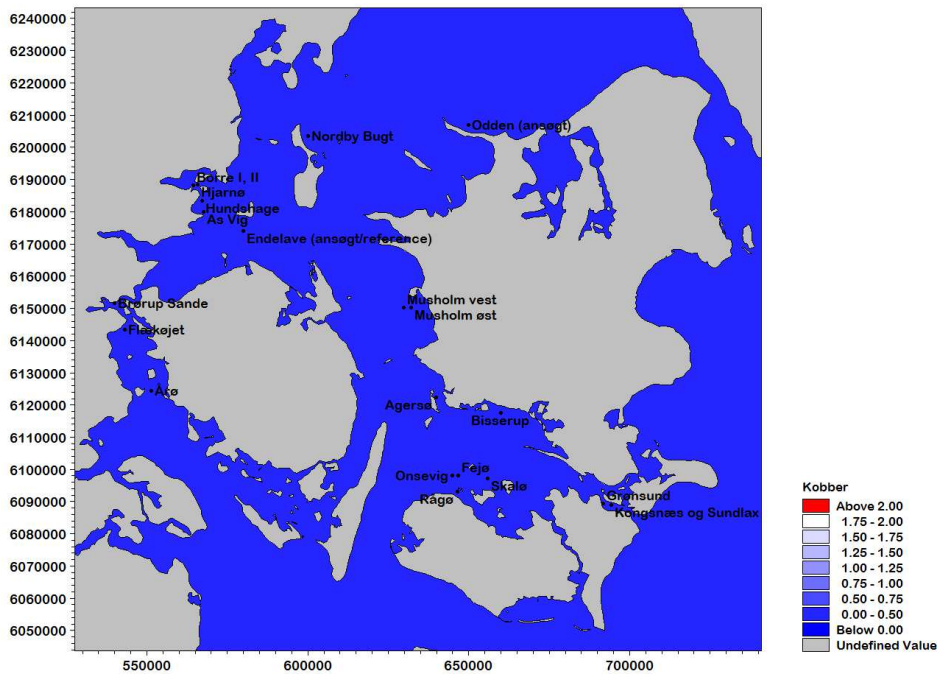 6240000
6230000
6220000
6210000
6200000
6190000
6180000
6170000
6160000
6150000
6140000
6130000
6120000
6110000
6100000
6090000
6080000
6070000
6060000
6050000
550000
600000
650000
700000
Nordby Bugt
Odden (ansøgt)
Borre I, II
Hjarnø
Hundshage
As Vig
Endelave (ansøgt/reference)
Musholm vest
Musholm øst
Brørup Sande
Flækøjet
Årø
Agersø
Bisserup
Onsevig
Fejø
Skalø
Rågø
Grønsund
Kongsnæs og Sundlax
Kobber
Above 2.00
1.75 - 2.00
1.50 - 1.75
1.25 - 1.50
1.00 - 1.25
0.75 - 1.00
0.50 - 0.75
0.00 - 0.50
Below 0.00
Undefined Value